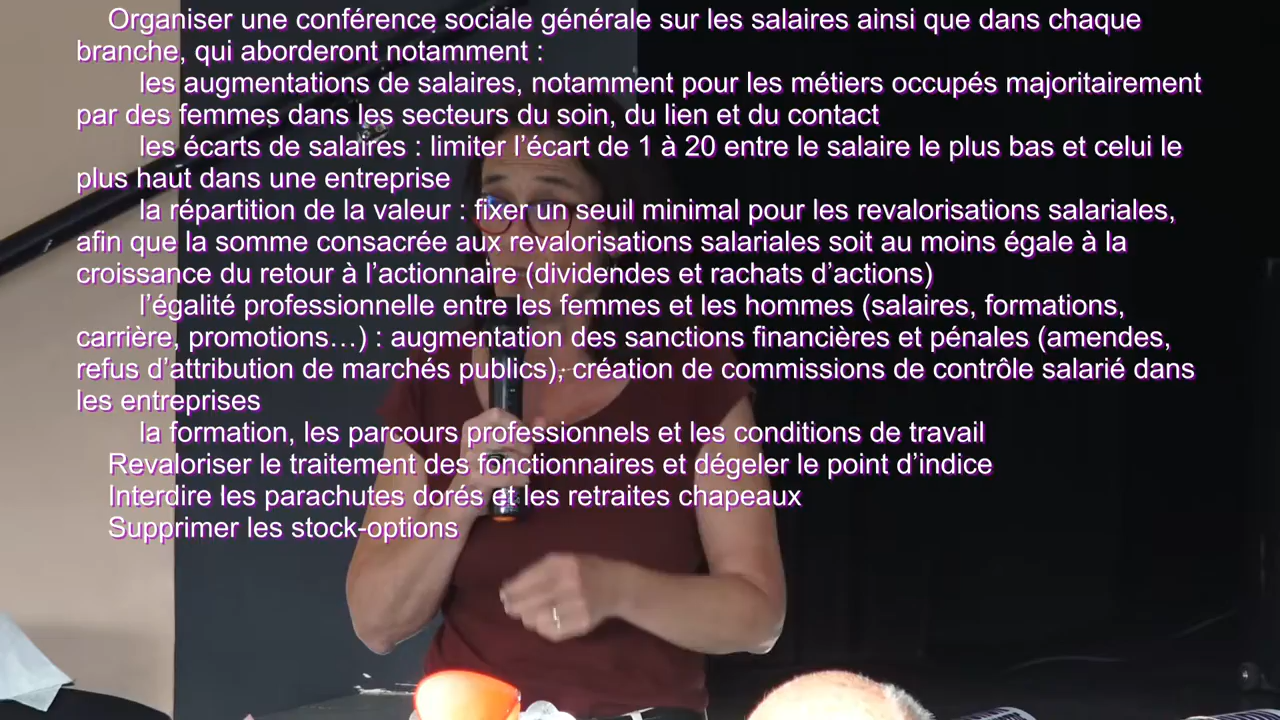 Organiser une conférence sociale générale sur les salaires ainsi que dans chaque
branche, qui aborderont notamment :
les augmentations de salaires, notamment pour les métiers occupés majoritairement
par des femmes dans les secteurs du soin, du lien et du contact
les écarts de salaires : limiter l’écart de 1 à 20 entre le salaire le plus bas et celui le
plus haut dans une entreprise
la répartition de la valeur : fixer un seuil minimal pour les revalorisations salariales,
afin que la somme consacrée aux revalorisations salariales soit au moins égale à la
croissance du retour à l’actionnaire (dividendes et rachats d’actions)
l’égalité professionnelle entre les femmes et les hommes (salaires, formations,
carrière, promotions…) : augmentation des sanctions financières et pénales (amendes,
refus d’attribution de marchés publics), création de commissions de contrôle salarié dans
les entreprises
la formation, les parcours professionnels et les conditions de travail
Revaloriser le traitement des fonctionnaires et dégeler le point d’indice
Interdire les parachutes dorés et les retraites chapeaux
Supprimer les stock-options